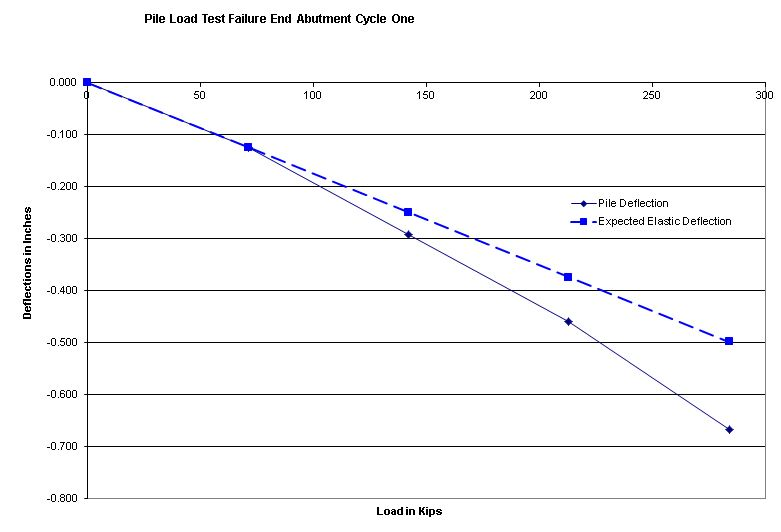 Pile Load Test Failure End Abutment Cycle One
0.000
0 50 100 150 200 250 300
-0.100
-0.200
Pile Deflection
Expected Elastic Deflection
-0.300
-0.400
-0.500
-0.600
-0.700
-0.800
Deflections in Inches
Load in Kips